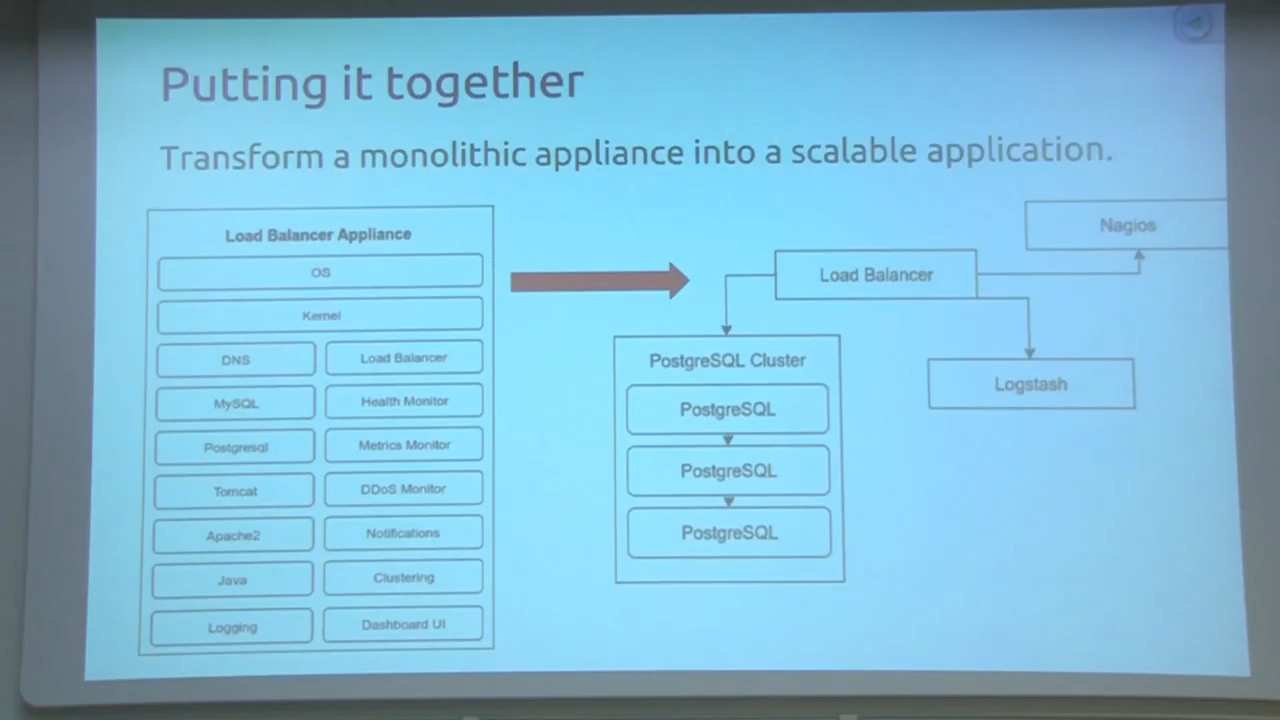 Putting it together
Transform a monolithic appliance into a scalable application.
Load Balancer Appliance
OS
Kernel
DNS
Load Balancer
MySQL
Health Monitor
Postgresql
Metrics Monitor
Tomcat
DDoS Monitor
Apache2
Notifications
Java
Clustering
Logging
Dashboard UI
Nagios
Load Balancer
PostgreSQL Cluster
PostgreSQL
PostgreSQL
PostgreSQL
Logstash